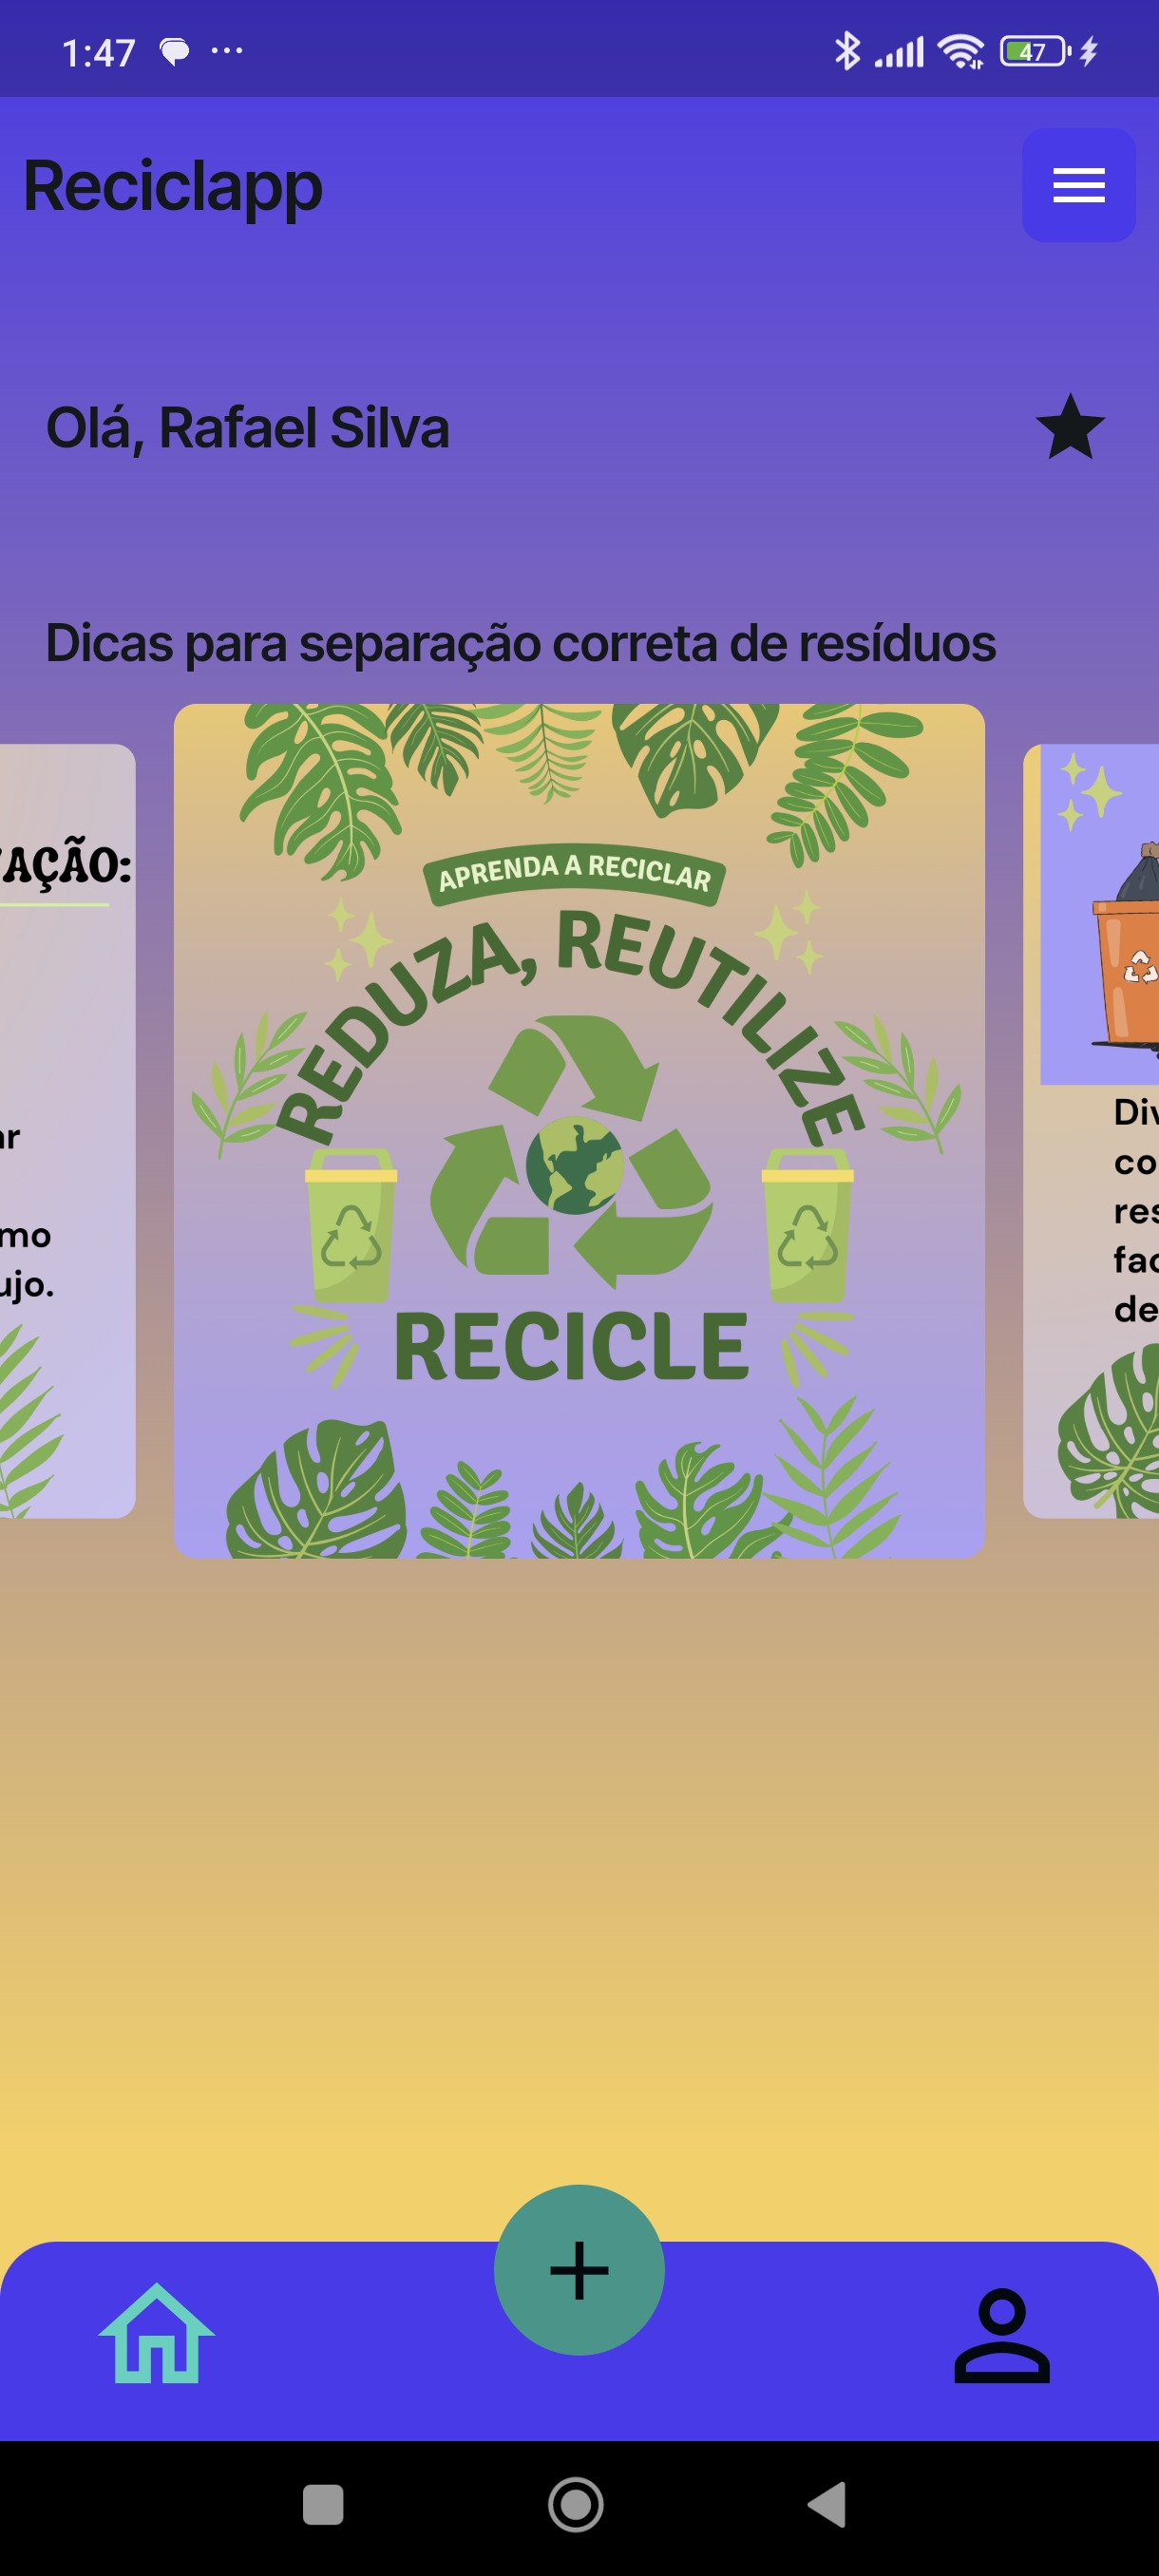 1:47
47
Reciclapp
Olá, Rafael Silva
Dicas para separação correta de resíduos
APRENDA A RECICLAR
REDUZA, REUTILIZE
RECICLE